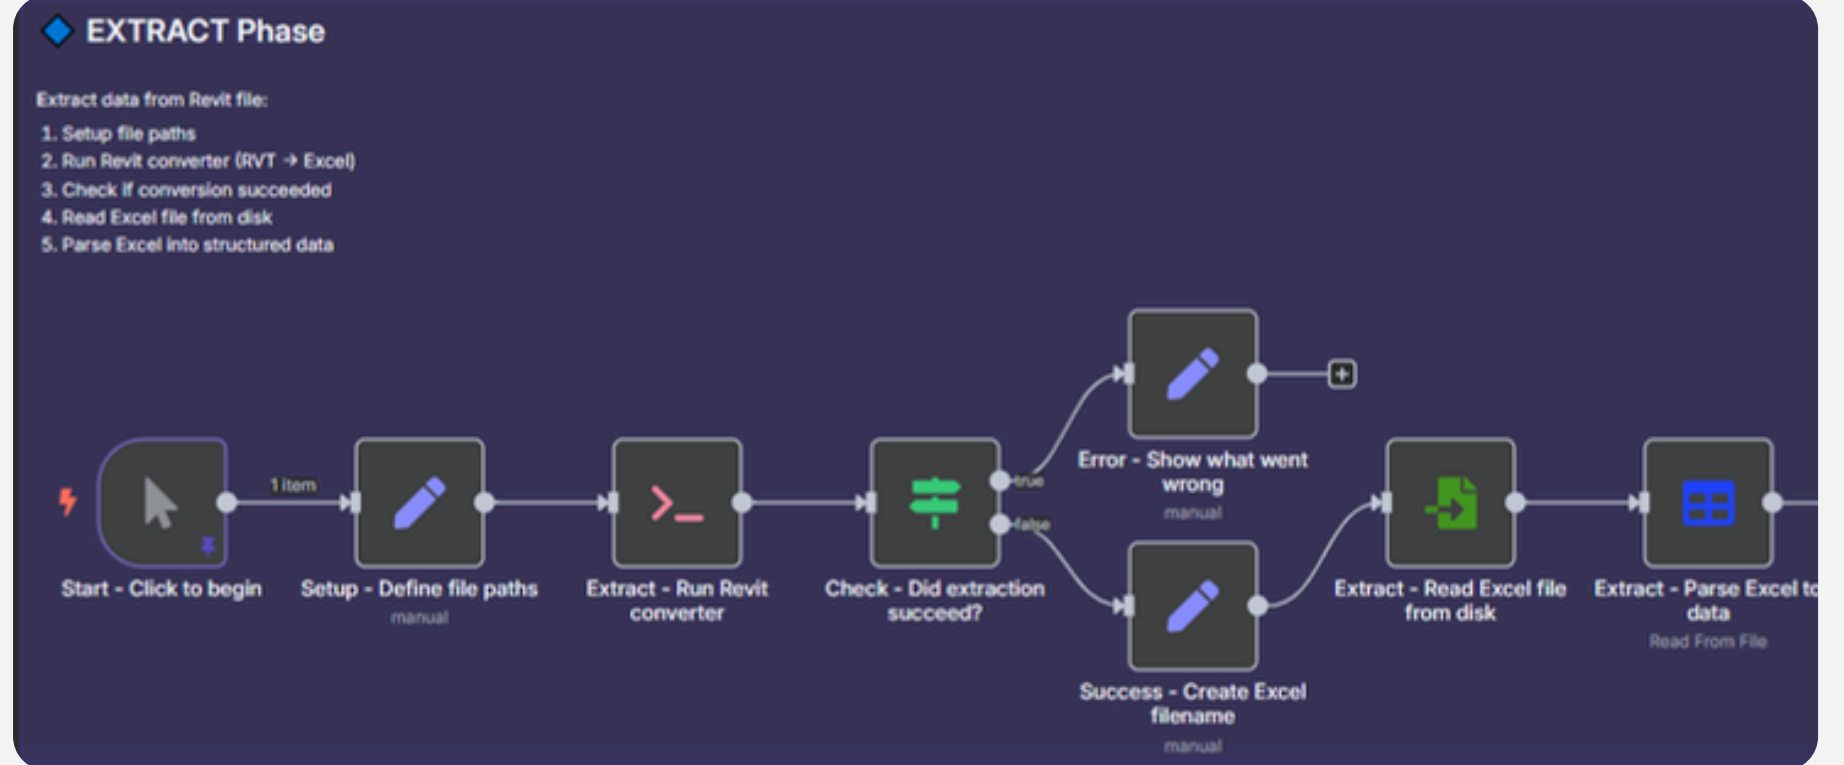 EXTRACT Phase
Extract data from Revit file:
1. Setup file paths
2. Run Revit converter (RVT → Excel)
3. Check if conversion succeeded
4. Read Excel file from disk
5. Parse Excel into structured data
1 item
true
false
Error - Show what went
wrong
manual
Start - Click to begin
Setup - Define file paths
manual
Extract - Run Revit
converter
Check - Did extraction
succeed?
Extract - Read Excel file
from disk
Extract - Parse Excel to
data
Read From File
Success - Create Excel
filename
manual